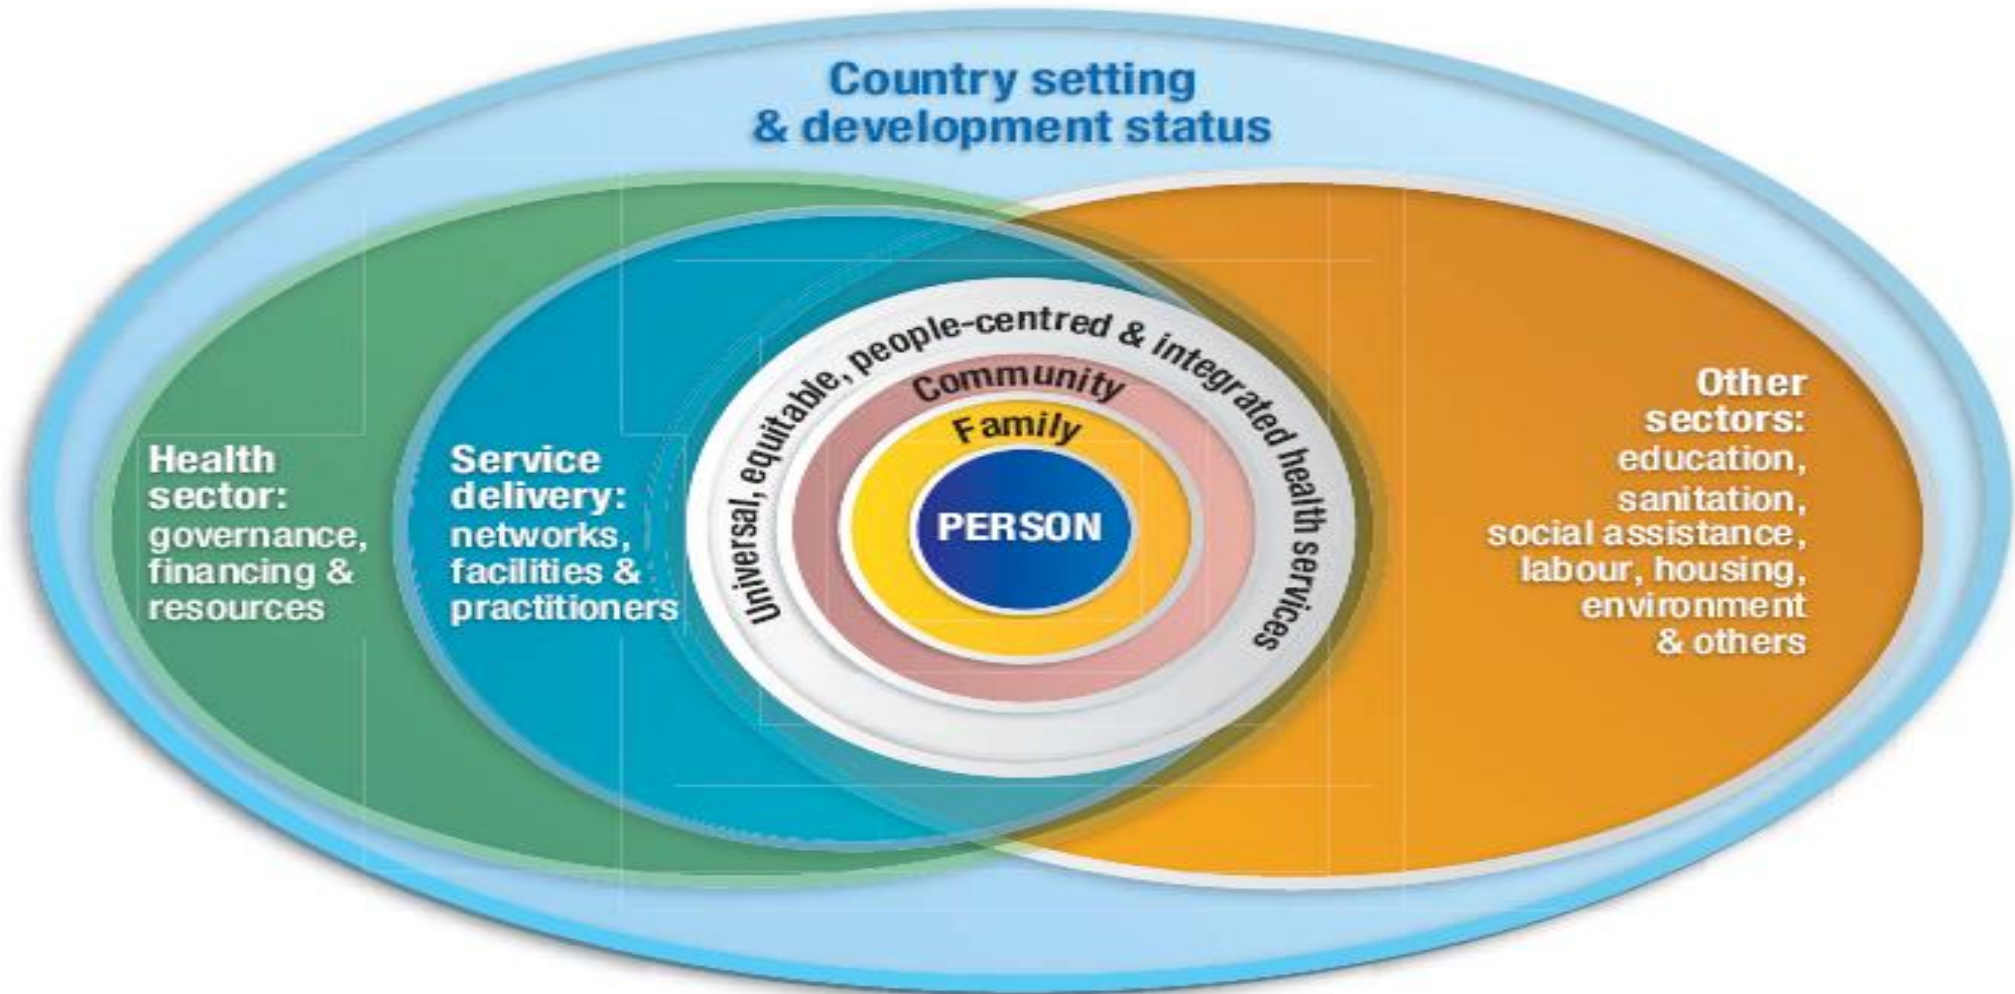 Country setting
& development status
Universal, equitable, people-centred & integrated health services
Community
Family
PERSON
Health
sector:
governance,
financing &
resources
Service
delivery:
networks,
facilities &
practitioners
Other
sectors:
education,
sanitation,
social assistance,
labour, housing,
environment
& others